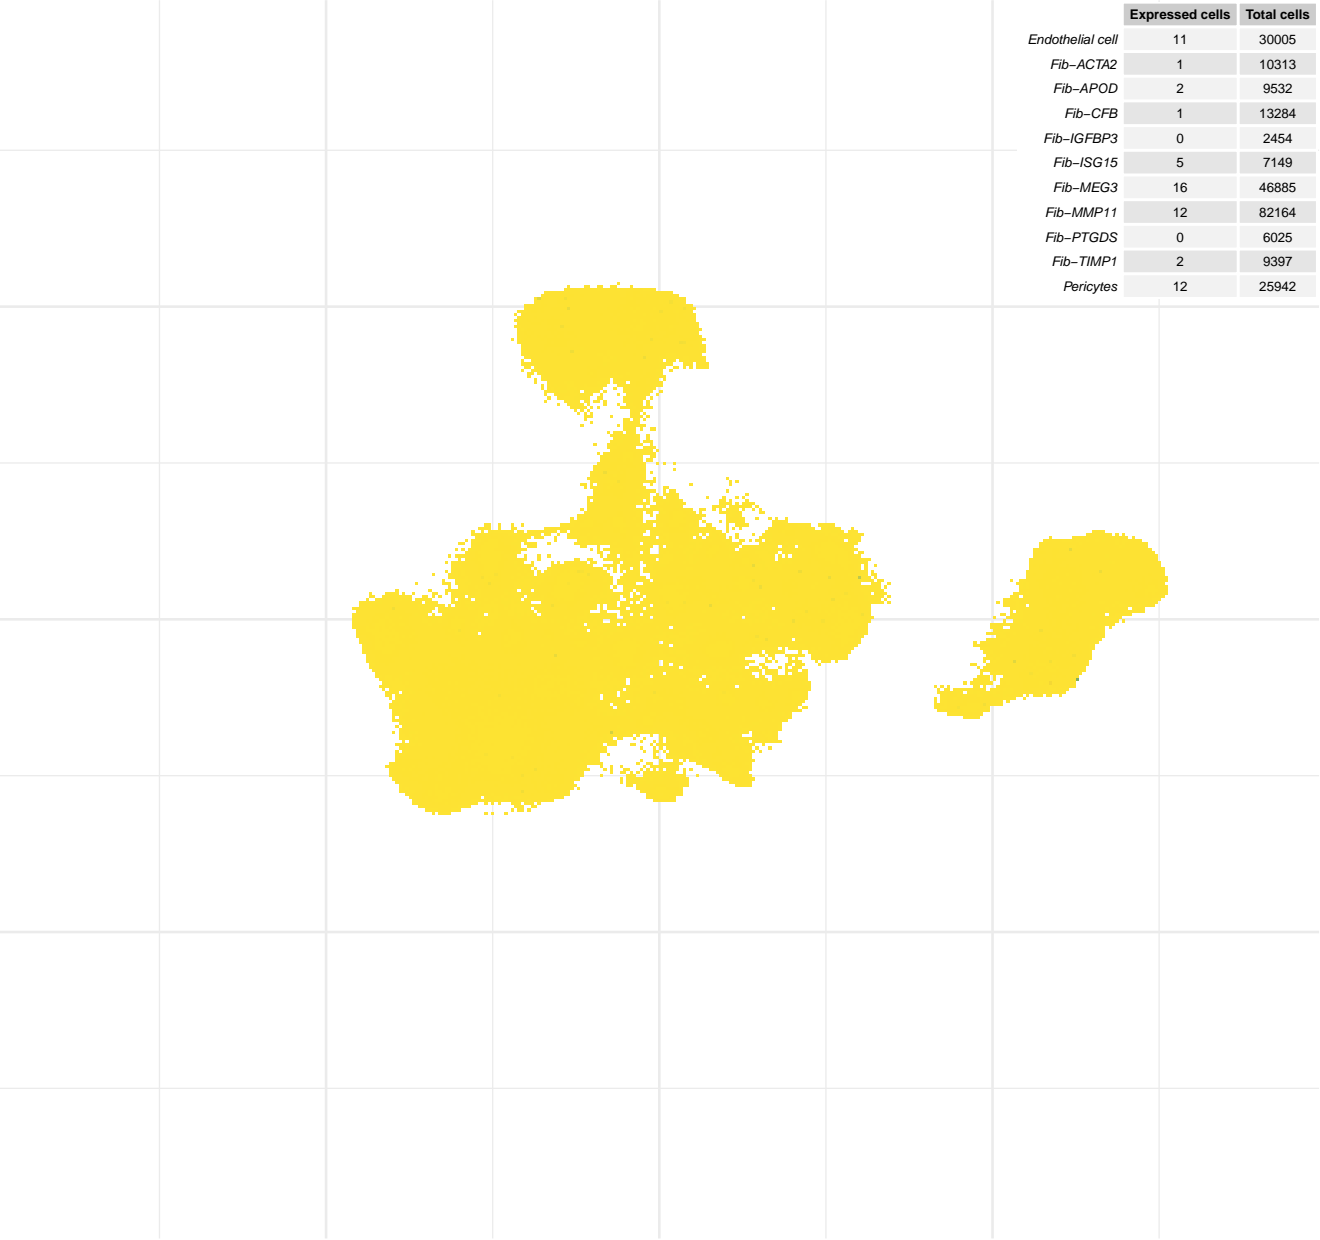 Expressed cells Total cells
Endothelial cell 11 30005
Fib−ACTA2 1 10313
Fib−APOD 2 9532
Fib−CFB 1 13284
Fib−IGFBP3 0 2454
Fib−ISG15 5 7149
Fib−MEG3 16 46885
Fib−MMP11 12 82164
Fib−PTGDS 0 6025
Fib−TIMP1 2 9397
Pericytes 12 25942